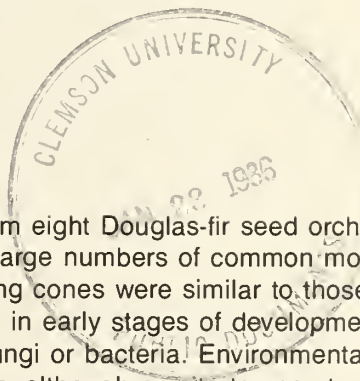 CLEMSON UNIVERSITY
1986
m eight Douglas-fir seed orch
arge numbers of common mo
ng cones were similar to those
in early stages of developme
ungi or bacteria. Environmenta